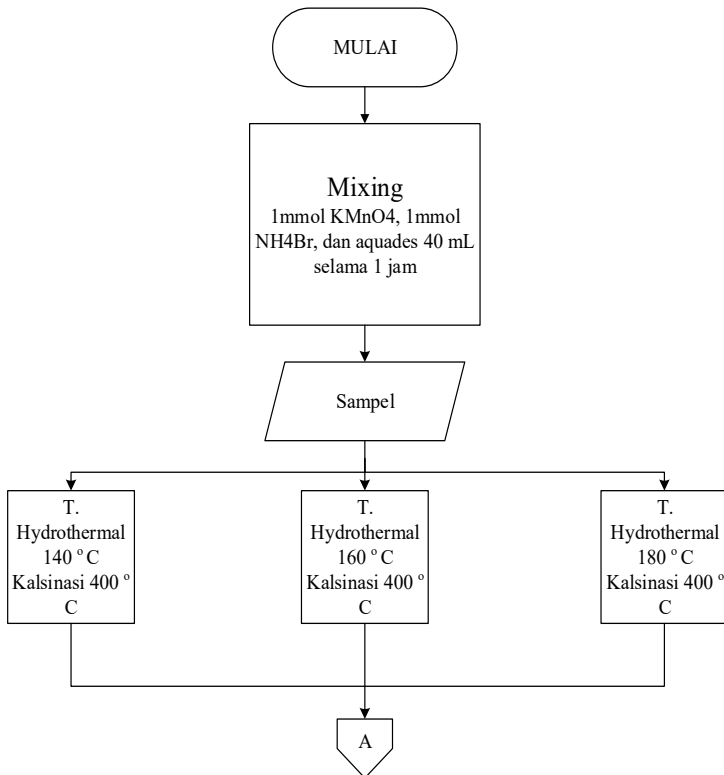 MULAI
Mixing
1mmol KMnO4, 1mmol
NH4Br, dan aquades 40 mL
selama 1 jam
Sampel
T.
Hydrothermal
140 º C
Kalsinasi 400 º
C
T.
Hydrothermal
160 º C
Kalsinasi 400 º
C
T.
Hydrothermal
180 º C
Kalsinasi 400 º
C
A